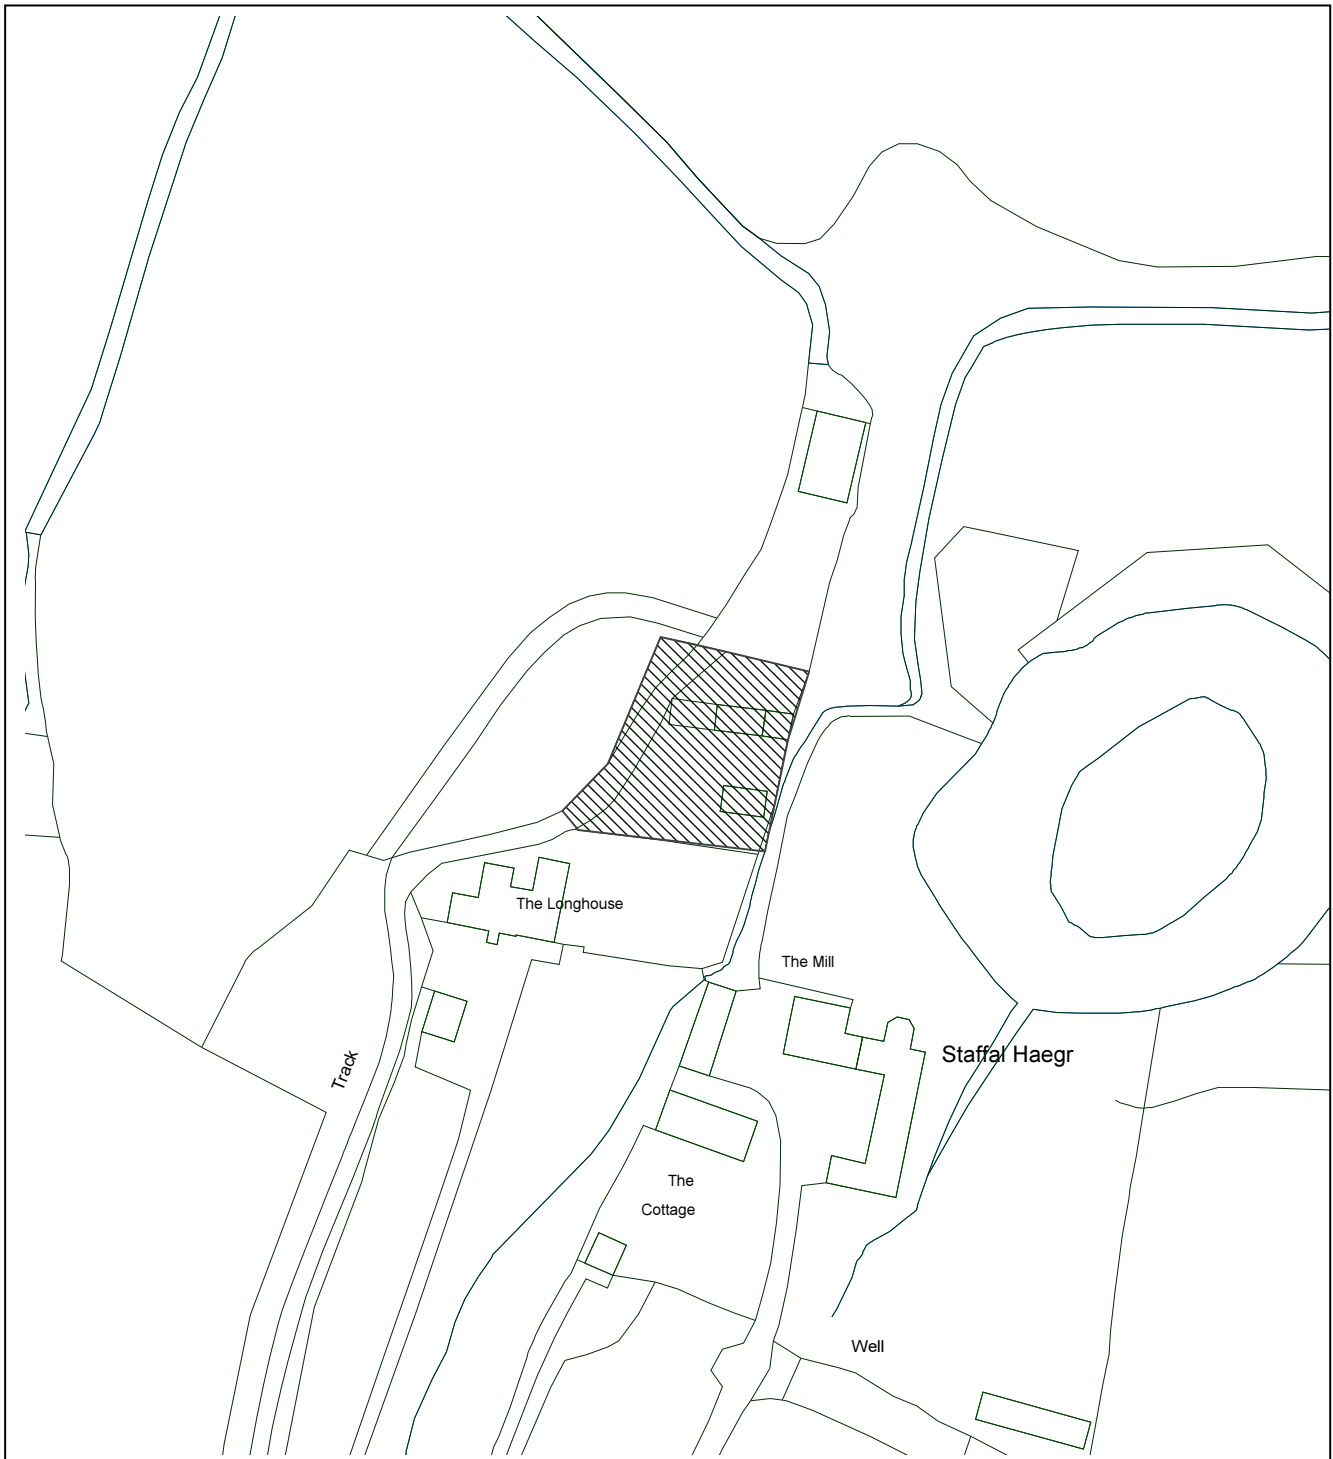 The Longhouse
The Mill
Staffal Haegr
Track
The
Cottage
Well